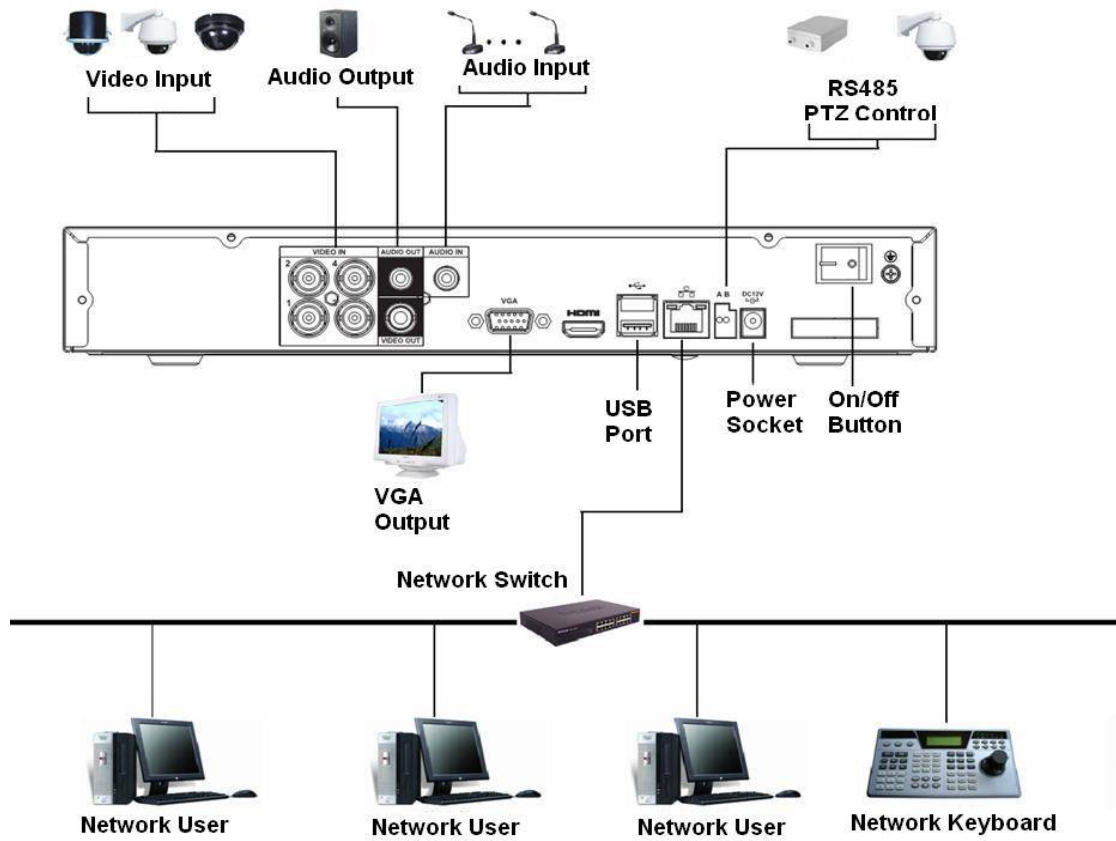 Video Input
Audio Output
Audio Input
RS485
PTZ Control
VIDEO IN
AUDIO OUT
AUDIO IN
2
4
1
VIDEO OUT
VGA
HDMI
A B
DC12V
USB
Port
Power
Socket
On/Off
Button
VGA
Output
Network Switch
Network User
Network User
Network User
Network Keyboard